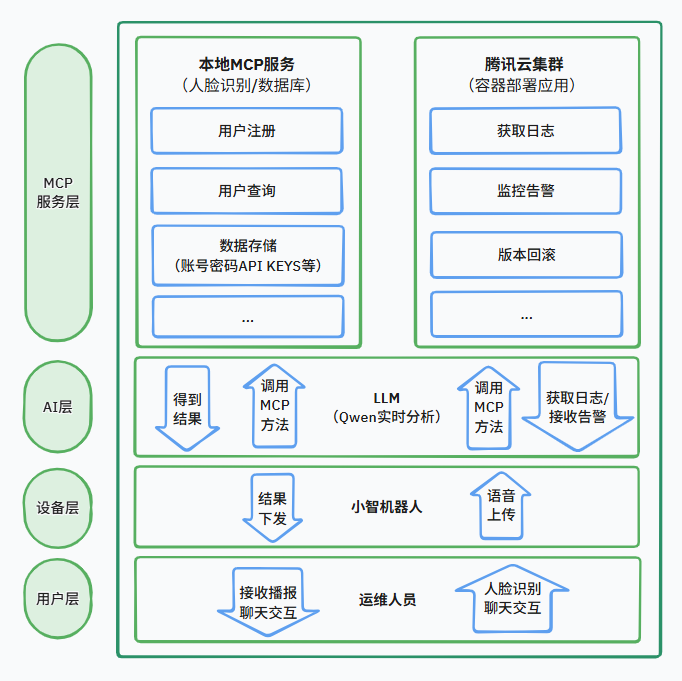 MCP
服务层
本地MCP服务
（人脸识别/数据库）
用户注册
用户查询
数据存储
（账号密码API KEYS等）
...
腾讯云集群
（容器部署应用）
获取日志
监控告警
版本回滚
...
AI层
得到
结果
调用
MCP
方法
LLM
（Qwen实时分析）
调用
MCP
方法
获取日志/
接收告警
设备层
结果
下发
小智机器人
语音
上传
用户层
接收播报
聊天交互
运维人员
人脸识别
聊天交互